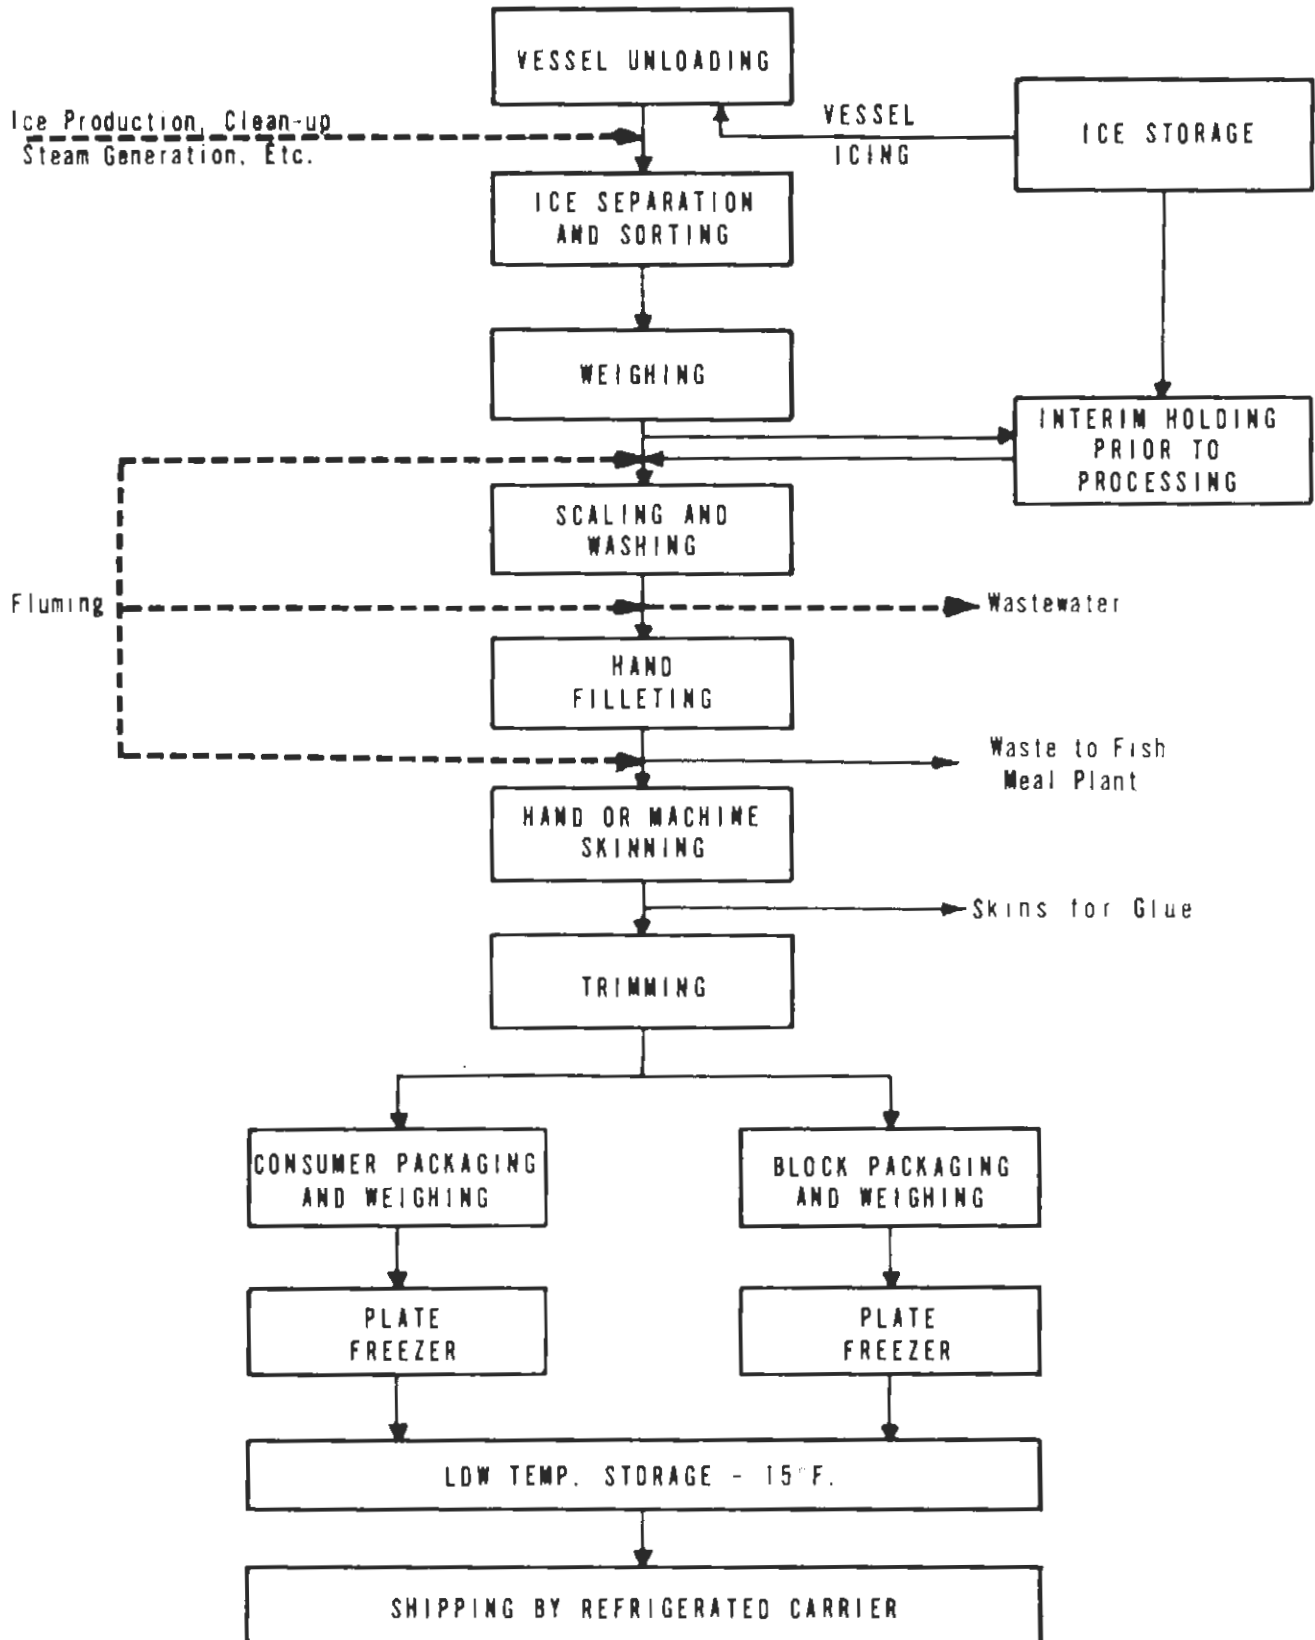 VESSEL UNLOADING
Ice Production, Clean-up
Steam Generation, Etc.
VESSEL
ICING
ICE STORAGE
ICE SEPARATION
AND SORTING
WEIGHING
INTERIM HOLDING
PRIOR TO
PROCESSING
SCALING AND
WASHING
Fluming
Wastewater
HAND
FILLETING
Waste to Fish
Meal Plant
HAND OR MACHINE
SKINNING
Skins for Glue
TRIMMING
CONSUMER PACKAGING
AND WEIGHING
BLOCK PACKAGING
AND WEIGHING
PLATE
FREEZER
PLATE
FREEZER
LOW TEMP. STORAGE - 15°F.
SHIPPING BY REFRIGERATED CARRIER